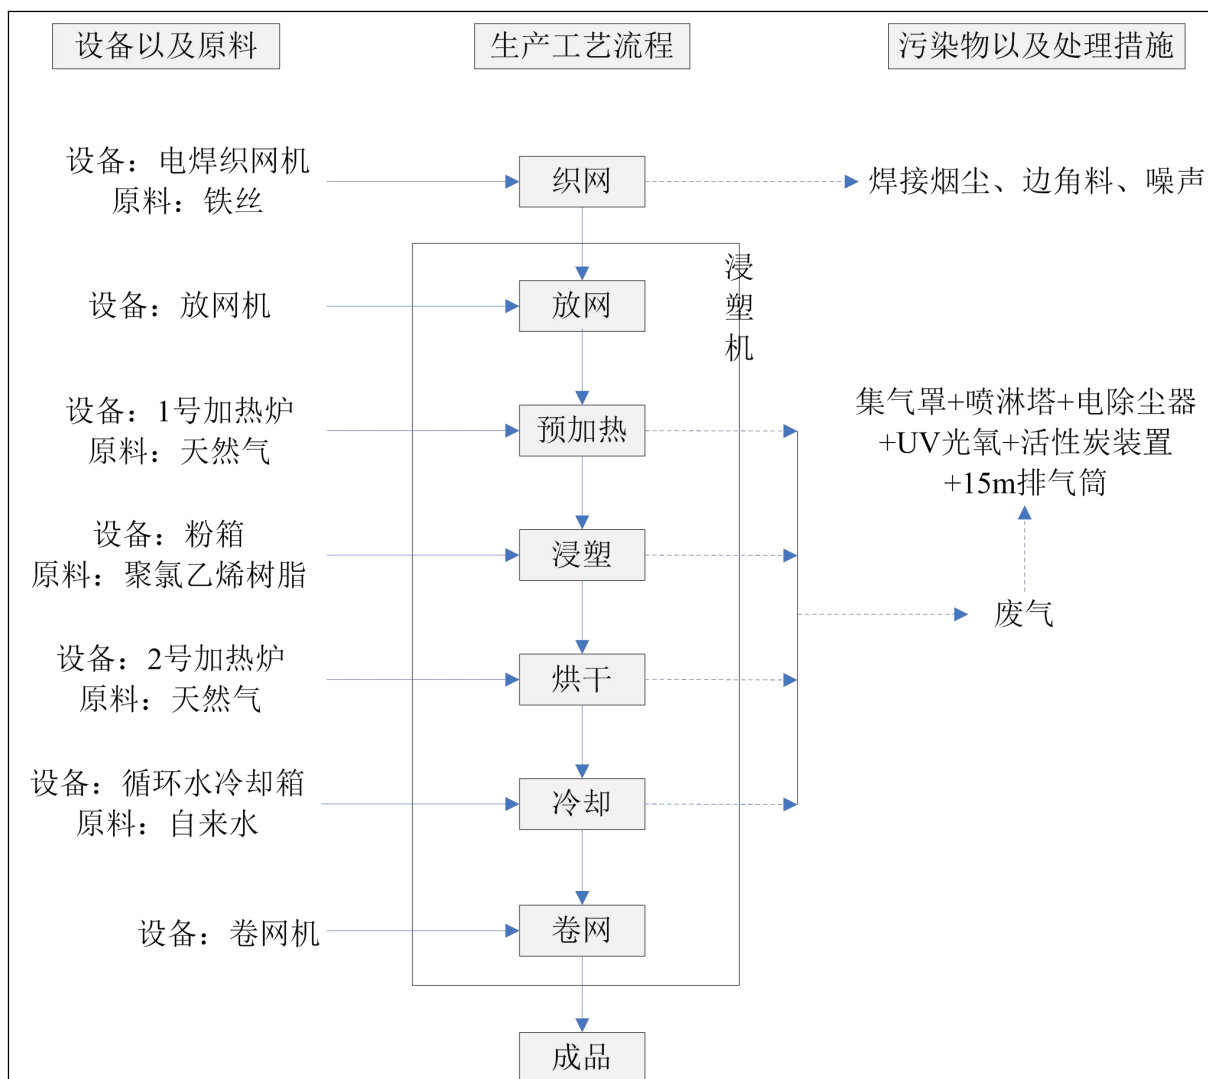 设备以及原料
生产工艺流程
污染物以及处理措施
设备：电焊织网机
原料：铁丝
织网
焊接烟尘、边角料、噪声
浸
塑
机
设备：放网机
放网
设备：1号加热炉
原料：天然气
预加热
集气罩+喷淋塔+电除尘器
+UV光氧+活性炭装置
+15m排气筒
设备：粉箱
原料：聚氯乙烯树脂
浸塑
废气
设备：2号加热炉
原料：天然气
烘干
设备：循环水冷却箱
原料：自来水
冷却
设备：卷网机
卷网
成品